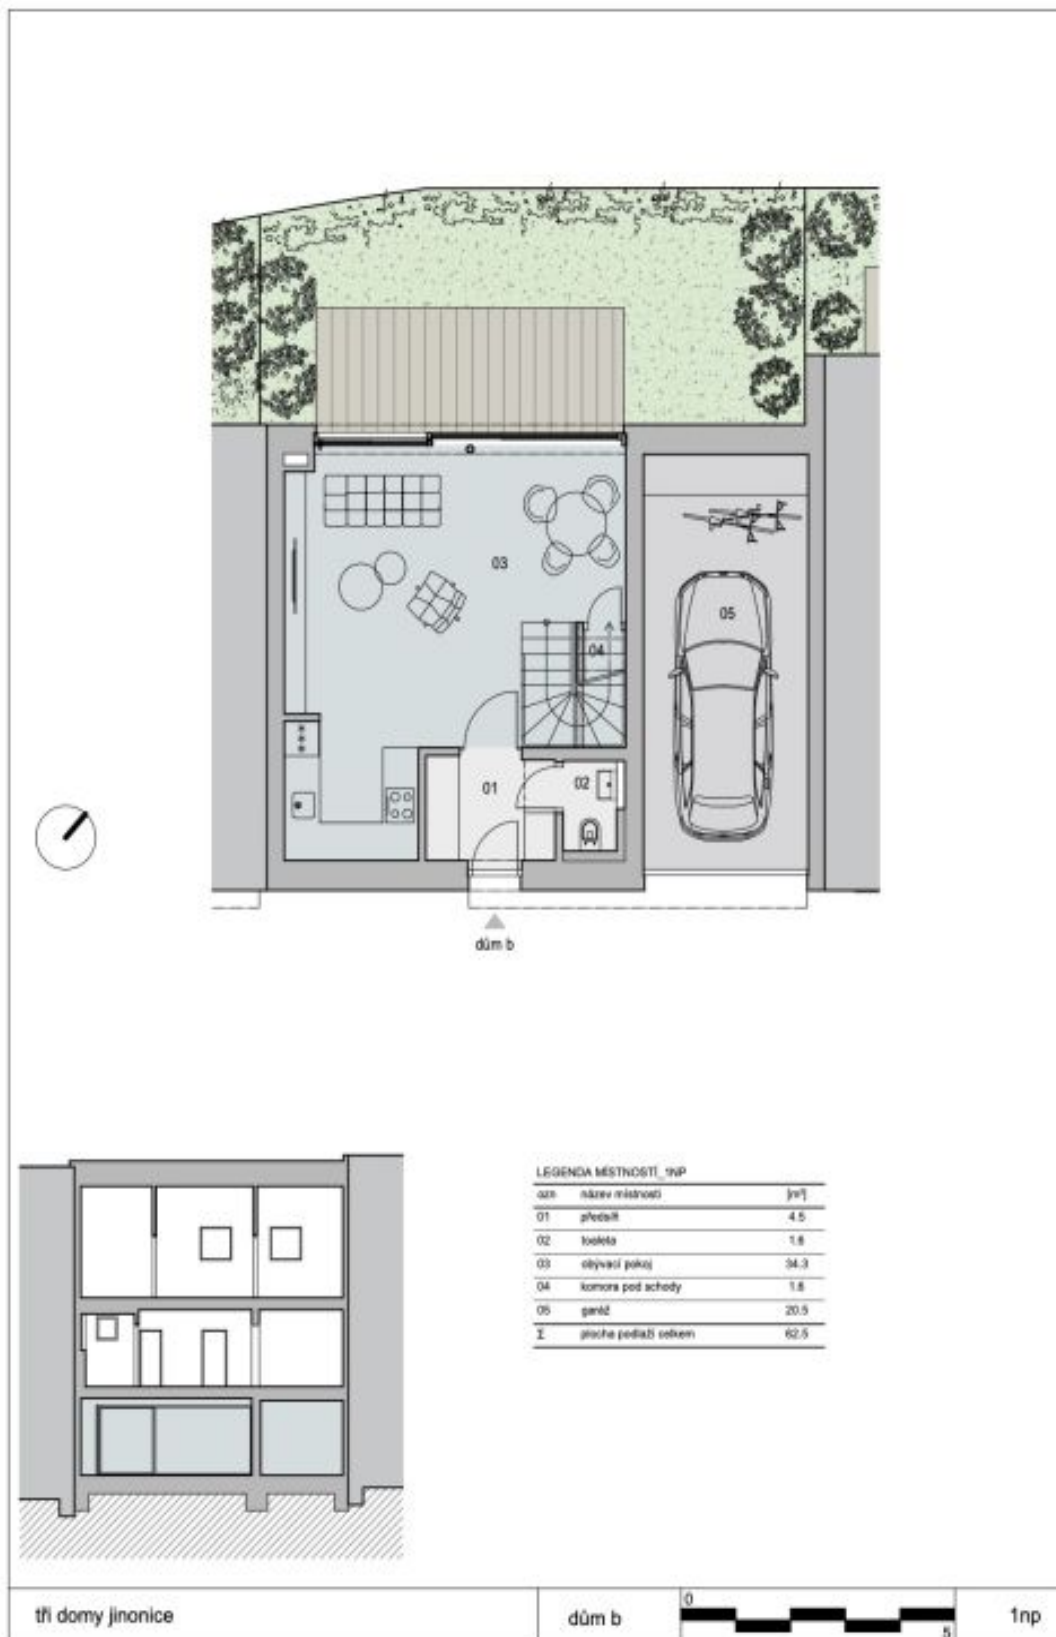 03
05
04
01
02
dům b
LEGENDA MÍSTNOSTÍ_1NP
ozn název místnosti [m²]
01 předsíň 4.5
02 toaleta 1.6
03 obývací pokoj 34.3
04 komora pod schody 1.6
05 garáž 20.5
Σ plocha podlaží celkem 62.5
tři domy jinonice dům b 0 5 1np